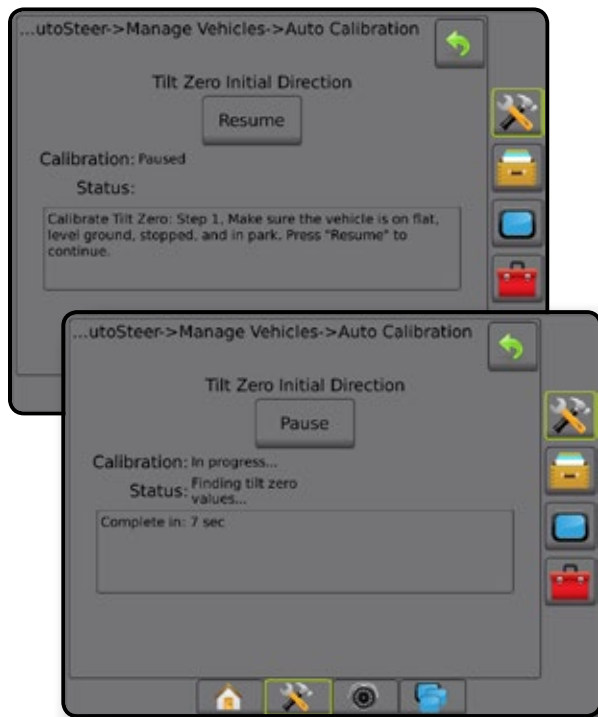 ...utoSteer->Manage Vehicles->Auto Calibration
Tilt Zero Initial Direction
Resume
Calibration: Paused
Status:
Calibrate Tilt Zero: Step 1, Make sure the vehicle is on flat,
level ground, stopped, and in park. Press "Resume" to
continue.
...utoSteer->Manage Vehicles->Auto Calibration
Tilt Zero Initial Direction
Pause
Calibration: In progress...
Status: Finding tilt zero
values...
Complete in: 7 sec